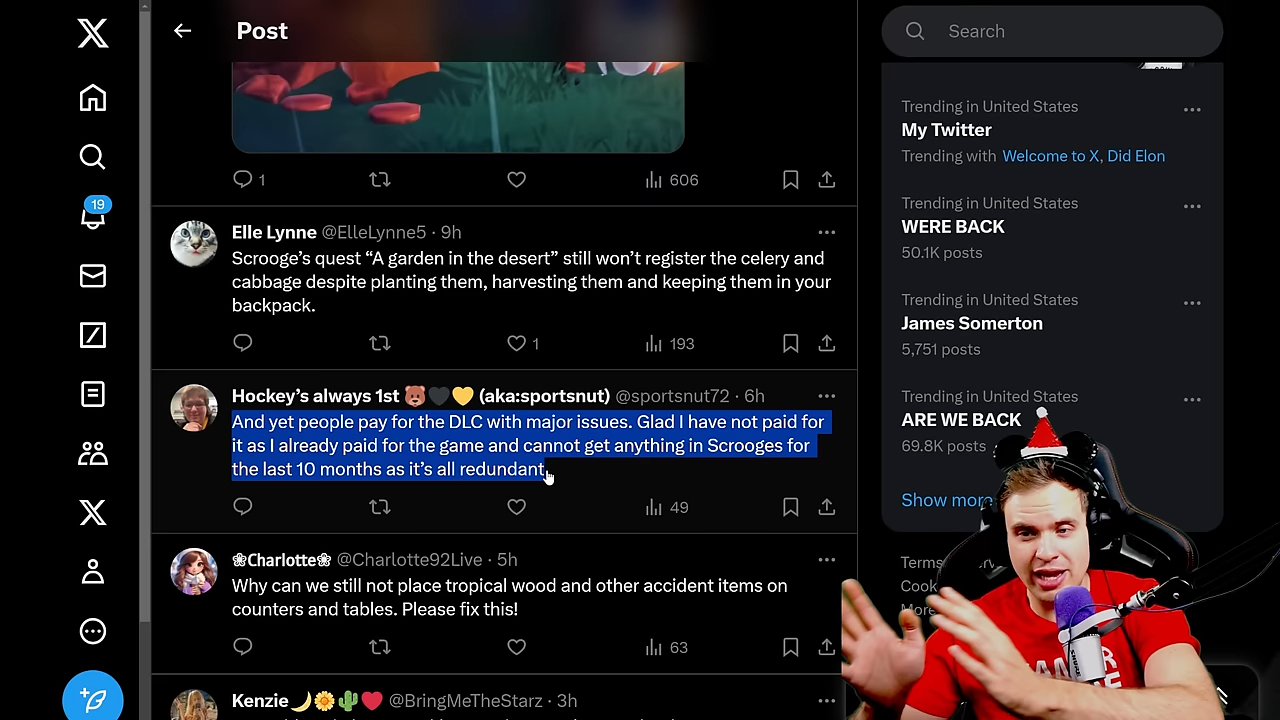 Post
Search
1
606
Elle Lynne @ElleLynne5 · 9h
Scrooge’s quest “A garden in the desert” still won’t register the celery and
cabbage despite planting them, harvesting them and keeping them in your
backpack.
1
193
Hockey’s always 1st 🐻🖤💛 (aka:sportsnut) @sportsnut72 · 6h
And yet people pay for the DLC with major issues. Glad I have not paid for
it as I already paid for the game and cannot get anything in Scrooges for
the last 10 months as it’s all redundant.
49
❀Charlotte❀ @Charlotte92Live · 5h
Why can we still not place tropical wood and other accident items on
counters and tables. Please fix this!
63
Kenzie🌙🌼🌵❤️ @BringMeTheStarz · 3h
19
Trending in United States
My Twitter
Trending with Welcome to X, Did Elon
Trending in United States
WERE BACK
50.1K posts
Trending in United States
James Somerton
5,751 posts
Trending in United States
ARE WE BACK
69.8K posts
Show more
Terms
Cook
More